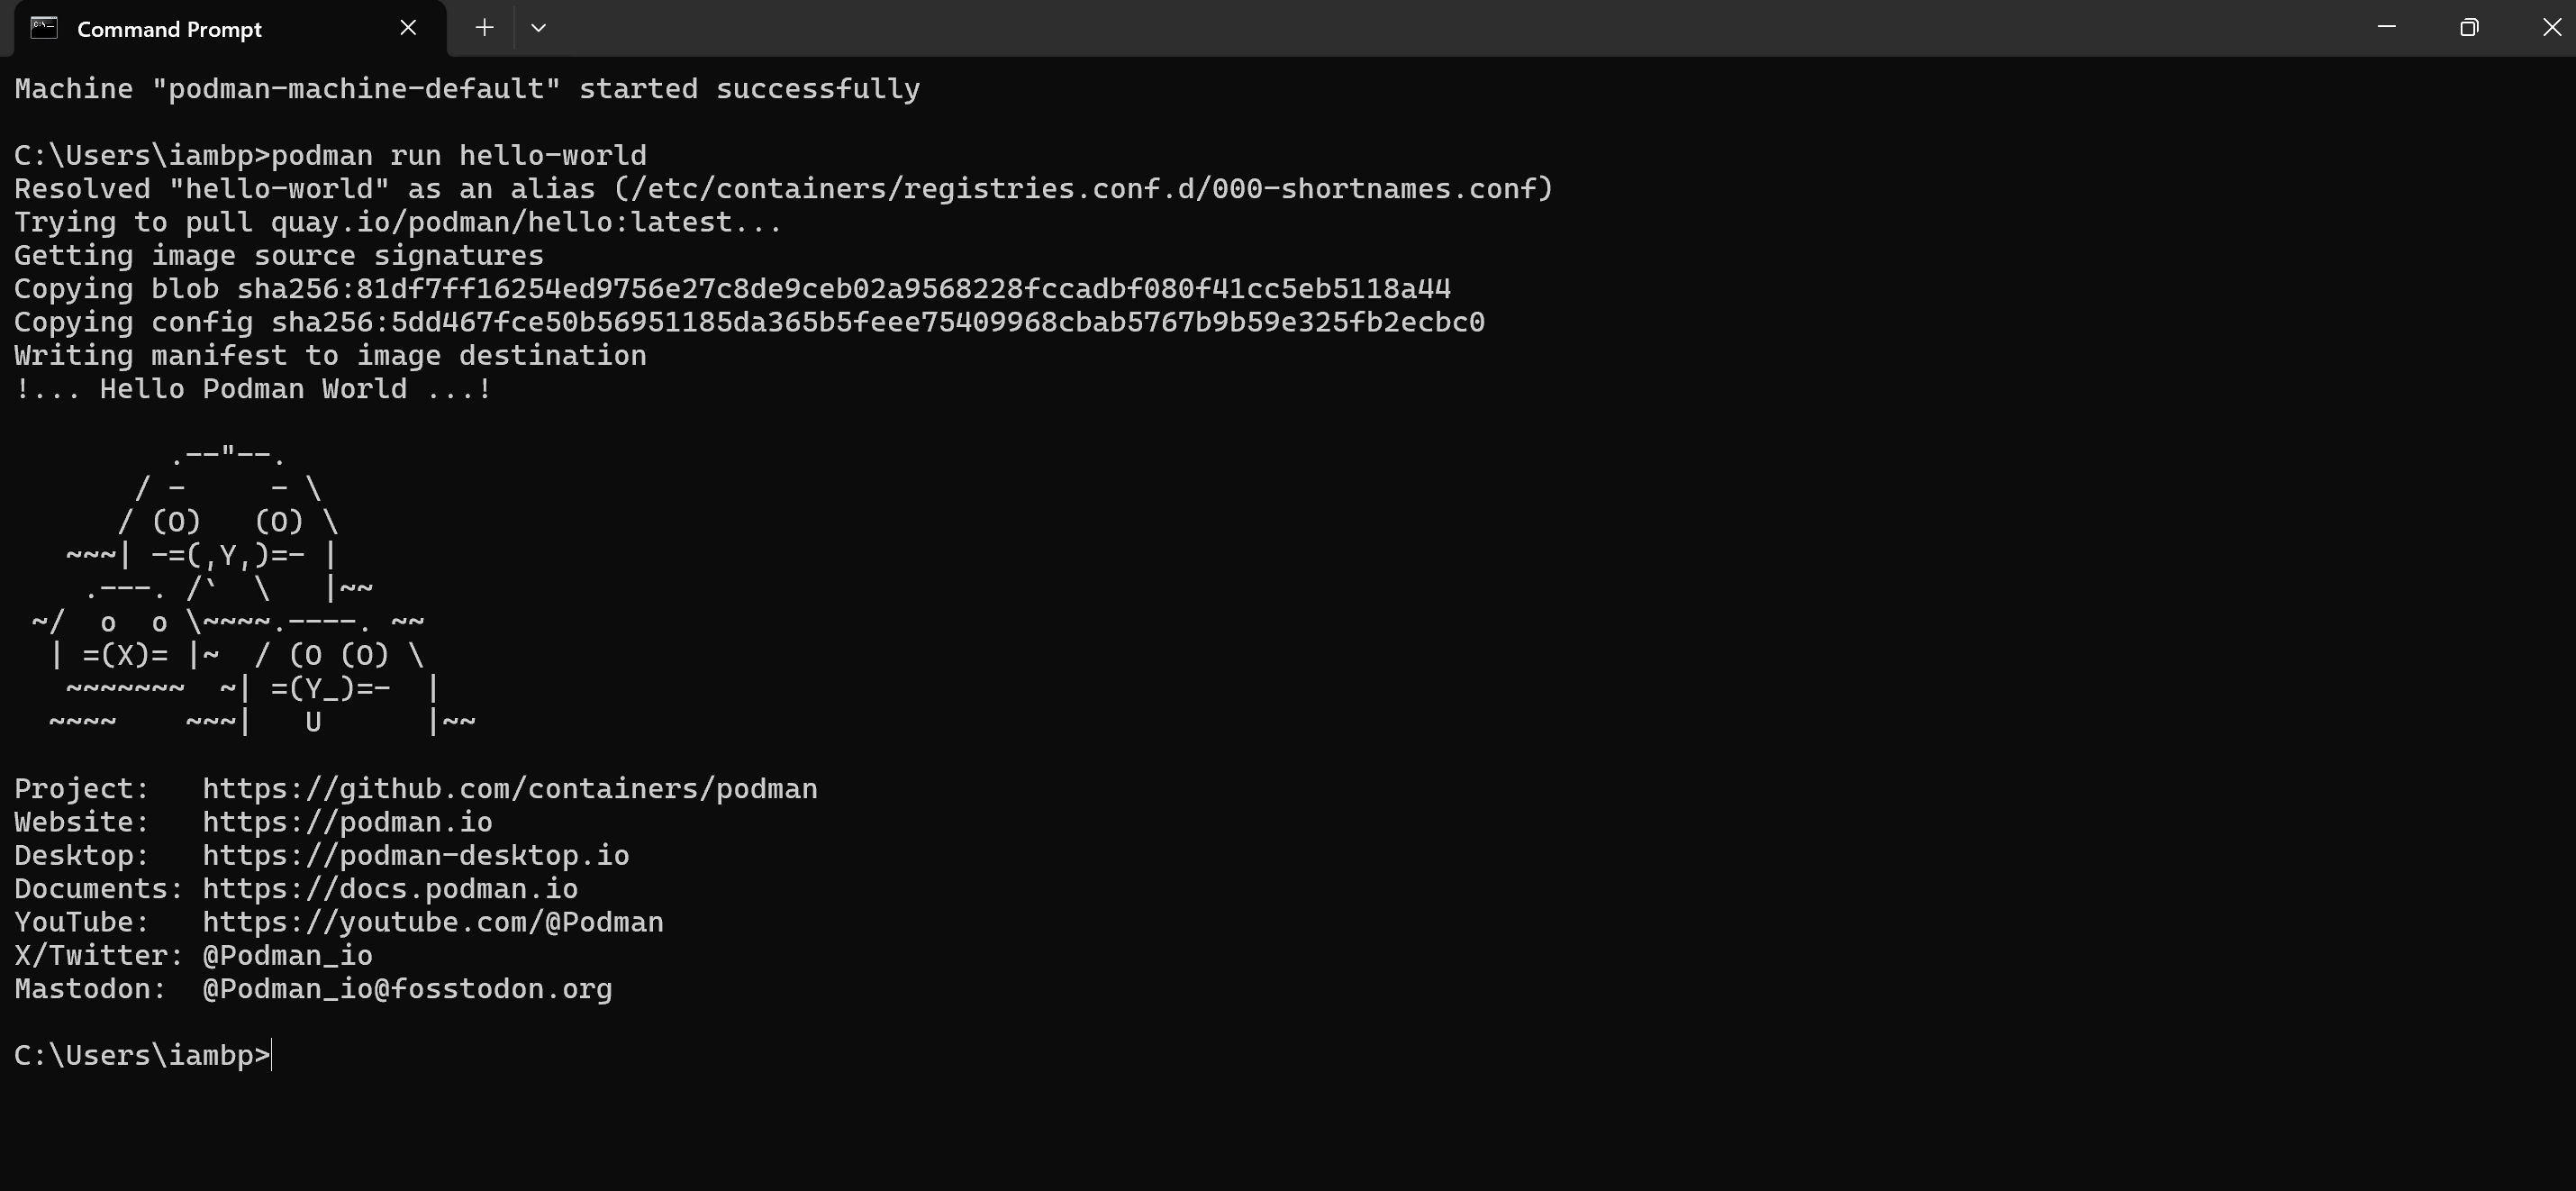 Command Prompt
Machine "podman-machine-default" started successfully
C:\Users\iambp>podman run hello-world
Resolved "hello-world" as an alias (/etc/containers/registries.conf.d/000-shortnames.conf)
Trying to pull quay.io/podman/hello:latest...
Getting image source signatures
Copying blob sha256:81df7ff16254ed9756e27c8de9ceb02a9568228fccadbf080f41cc5eb5118a44
Copying config sha256:5dd467fce50b56951185da365b5feee75409968cbab5767b9b59e325fb2ecbc0
Writing manifest to image destination
!... Hello Podman World ...!

         .--"--.
       / -     - \
      / (O)   (O) \
   ~~~| -=(,Y,)=- |
    .---. /`  \   |~~
 ~/  o  o \~~~~.----. ~~
  | =(X)= |~  / (O (O) \
   ~~~~~~~  ~| =(Y_)=-  |
  ~~~~    ~~~|   U      |~~

Project:   https://github.com/containers/podman
Website:   https://podman.io
Desktop:   https://podman-desktop.io
Documents: https://docs.podman.io
YouTube:   https://youtube.com/@Podman
X/Twitter: @Podman_io
Mastodon:  @Podman_io@fosstodon.org
C:\Users\iambp>